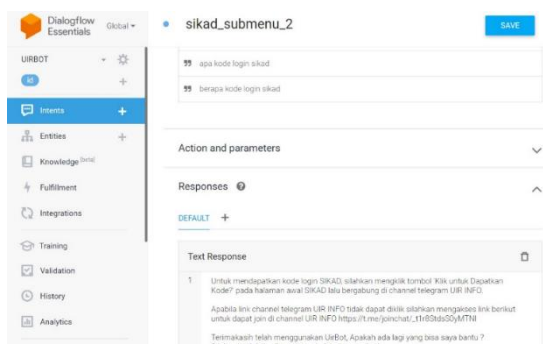 Dialogflow
Essentials
Global
sikad_submenu_2
SAVE
UIRBOT
id
Intents
Entities
Knowledge [beta]
Fulfillment
Integrations
Training
Validation
History
Analytics
apa kode login sikad
berapa kode login sikad
Action and parameters
Responses
DEFAULT
Text Response
1
Untuk mendapatkan kode login SIKAD, silahkan mengklik tombol 'Klik untuk Dapatkan
Kode?' pada halaman awal SIKAD lalu bergabung di channel telegram UIR INFO.
Apabila link channel telegram UIR INFO tidak dapat diklik silahkan mengakses link berikut
untuk dapat join di channel UIR INFO
Terimakasih telah menggunakan UirBot, Apakah ada lagi yang bisa saya bantu ?